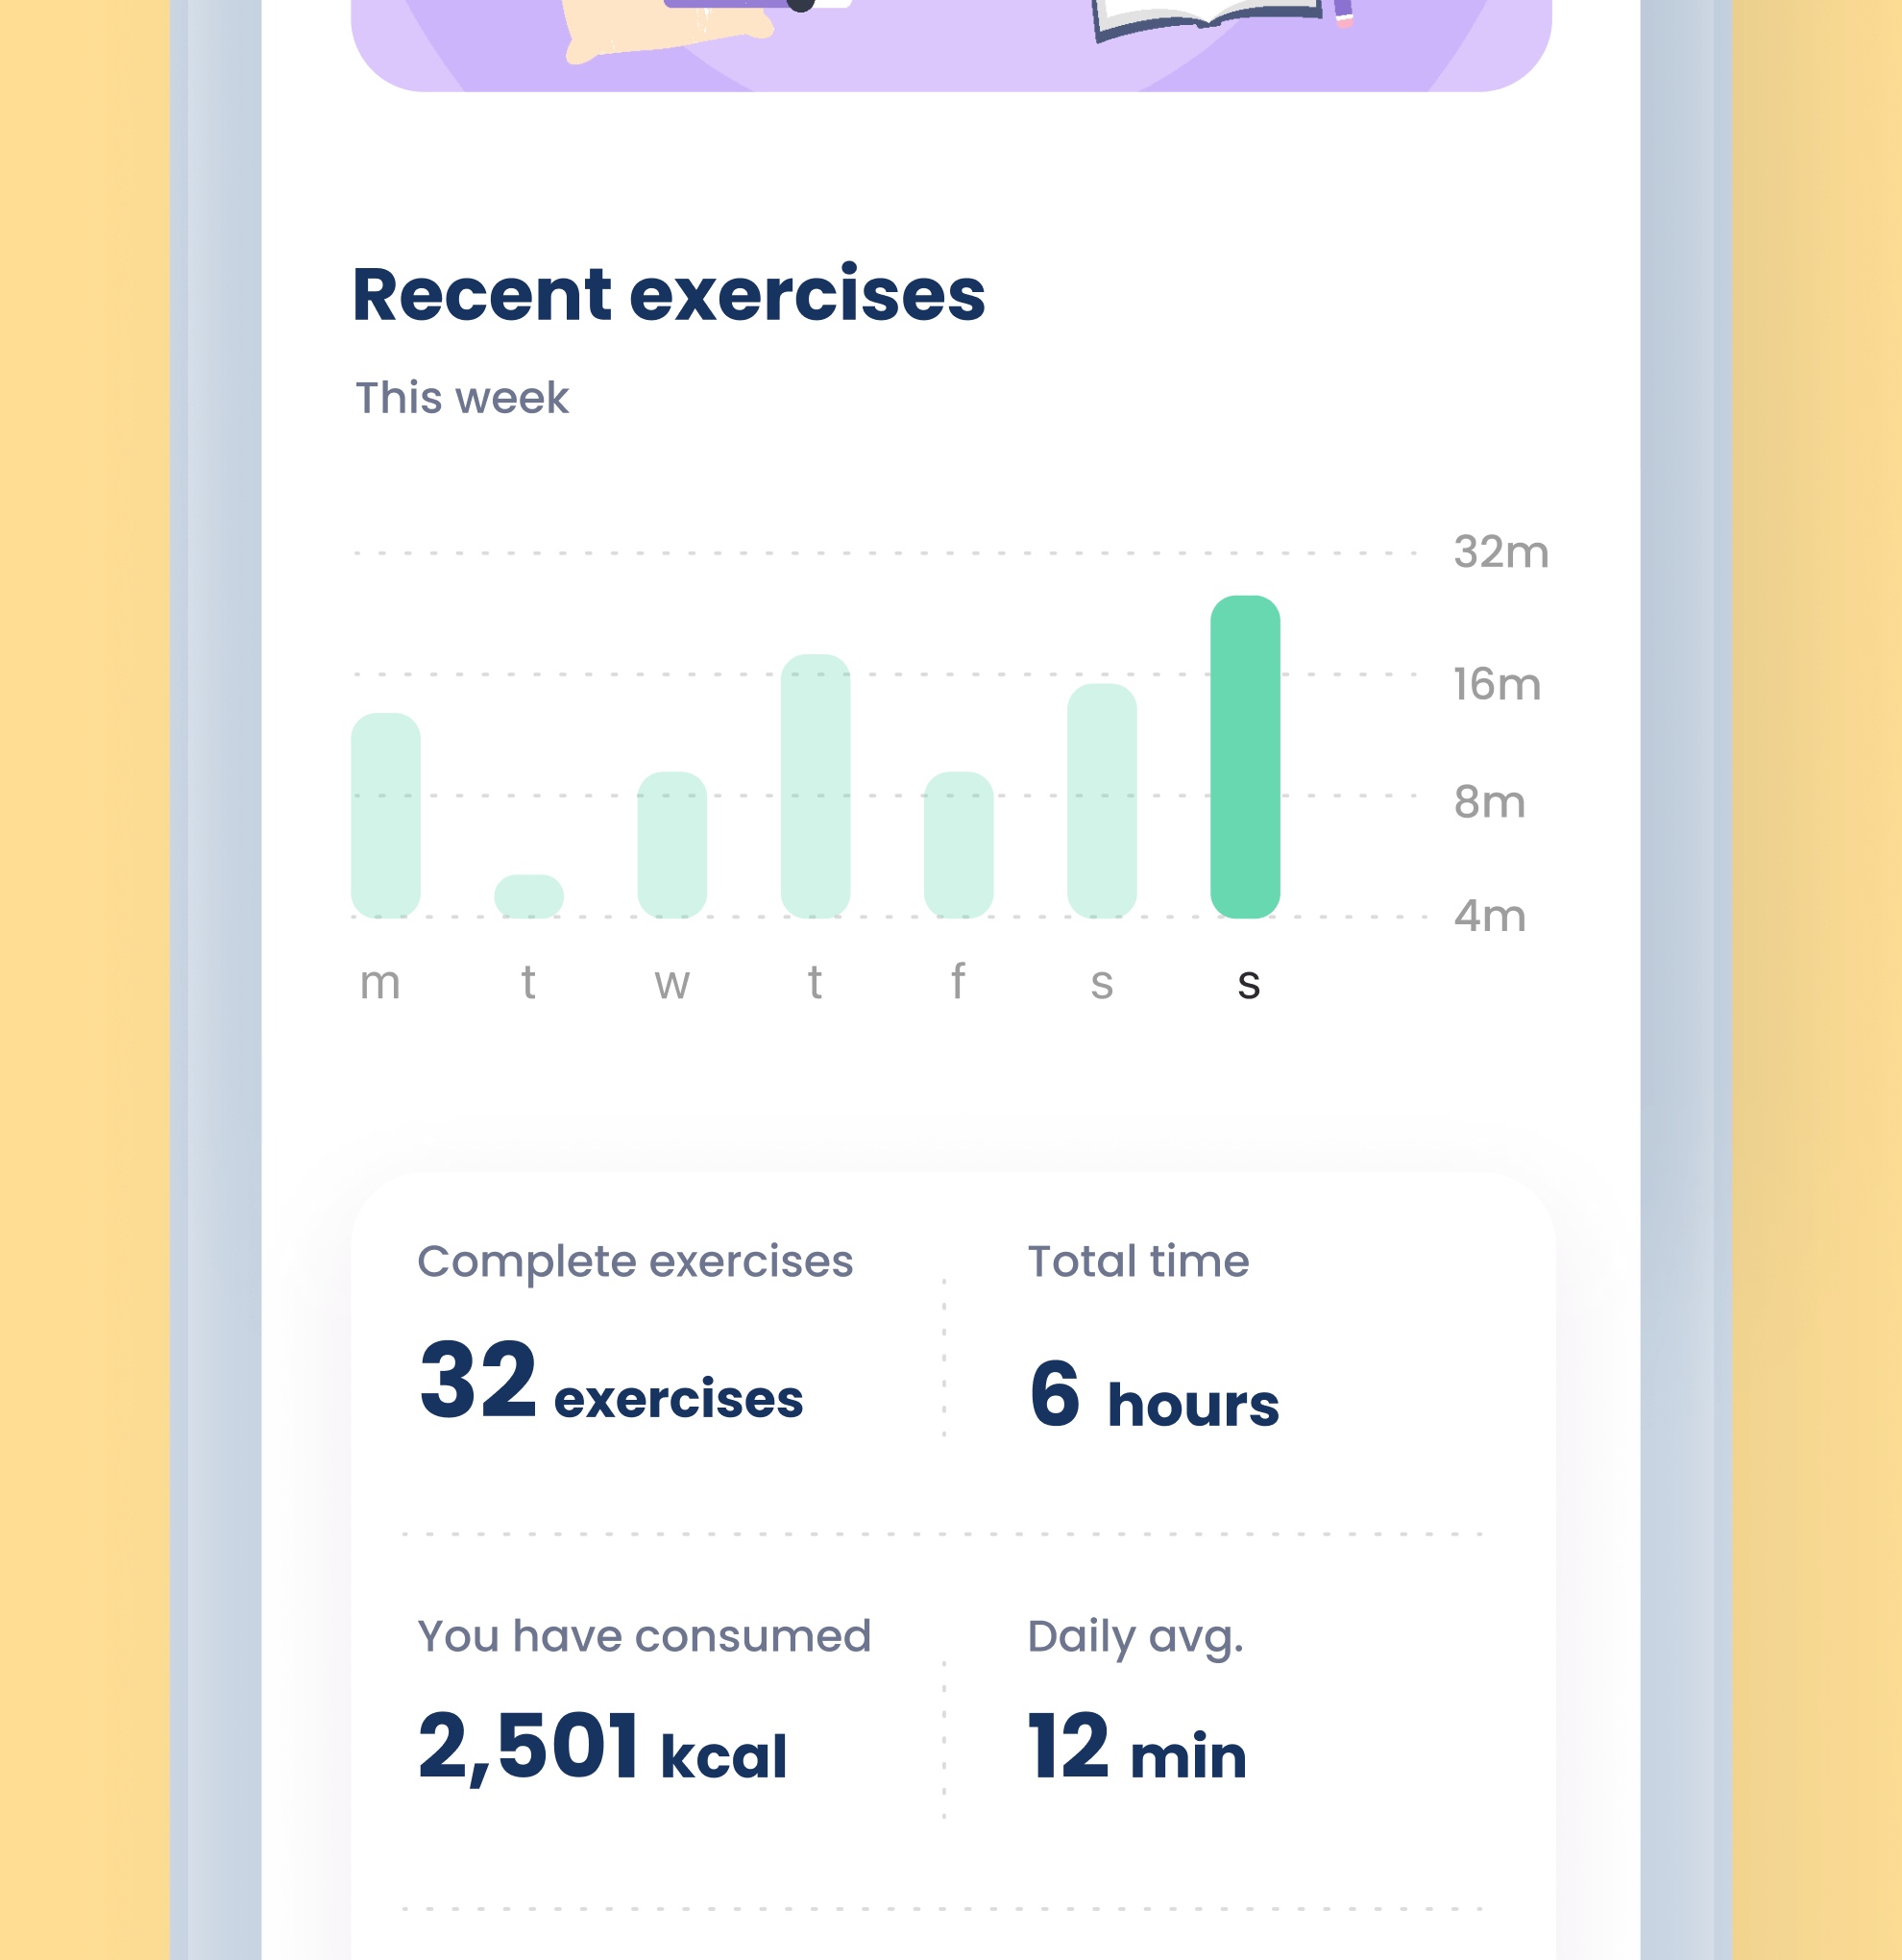 Recent exercises
This week
32m
16m
8m
4m
m t w t f s s
Complete exercises
32 exercises
Total time
6 hours
You have consumed
2,501 kcal
Daily avg.
12 min